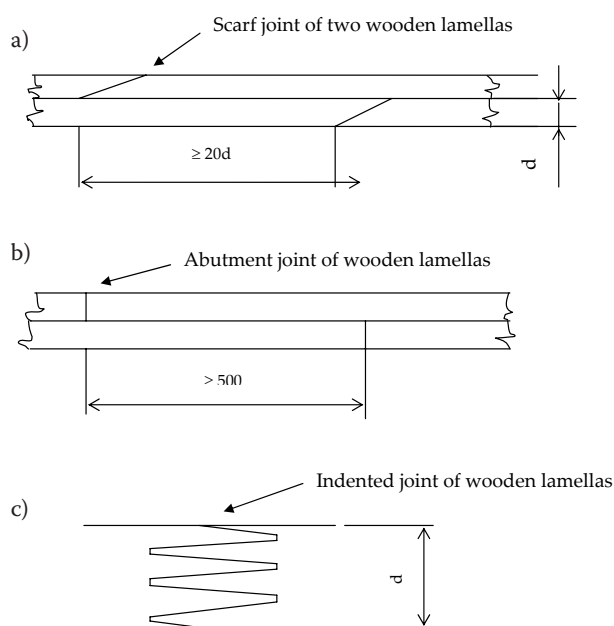 a)
Scarf joint of two wooden lamellas
≥ 20d
d
b)
Abutment joint of wooden lamellas
> 500
c)
Indented joint of wooden lamellas
d